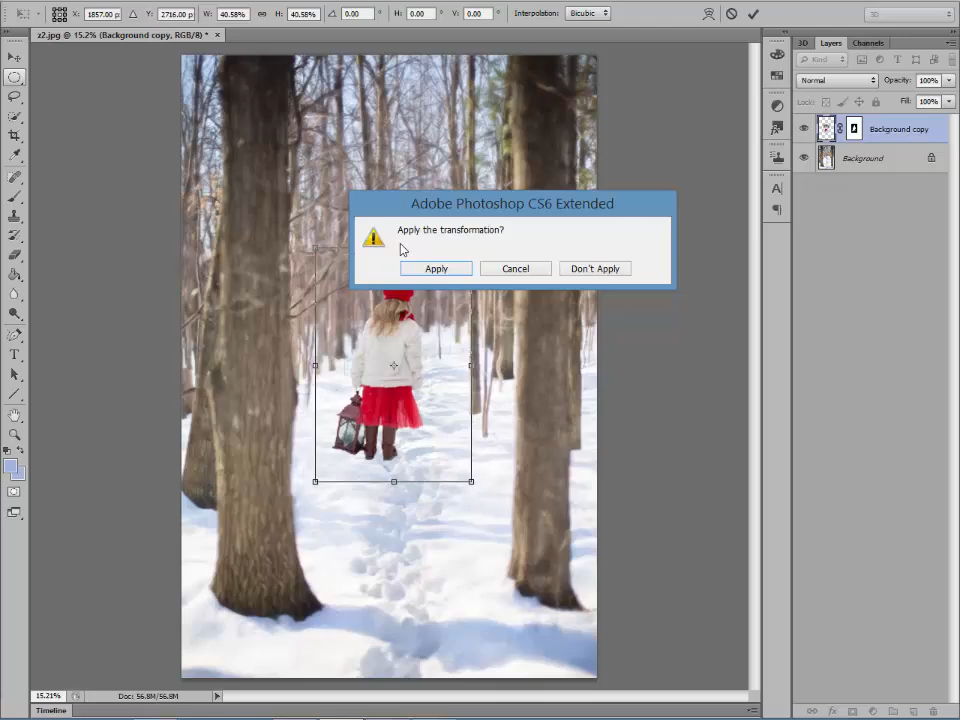 X: 1857.00 p: Y: 2716.00 p: W: 40.58% H: 40.58% 0.00 ° H: 0.00 ° V: 0.00 ° Interpolation: Bicubic 3D
z2.jpg @ 15.2% (Background copy, RGB/8) * ×
3D Layers Channels
Kind
Normal Opacity: 100%
Lock: Fill: 100%
Background copy
Background
Adobe Photoshop CS6 Extended
Apply the transformation?
Apply Cancel Don't Apply
15.21% Doc: 56.8M/56.8M
Timeline